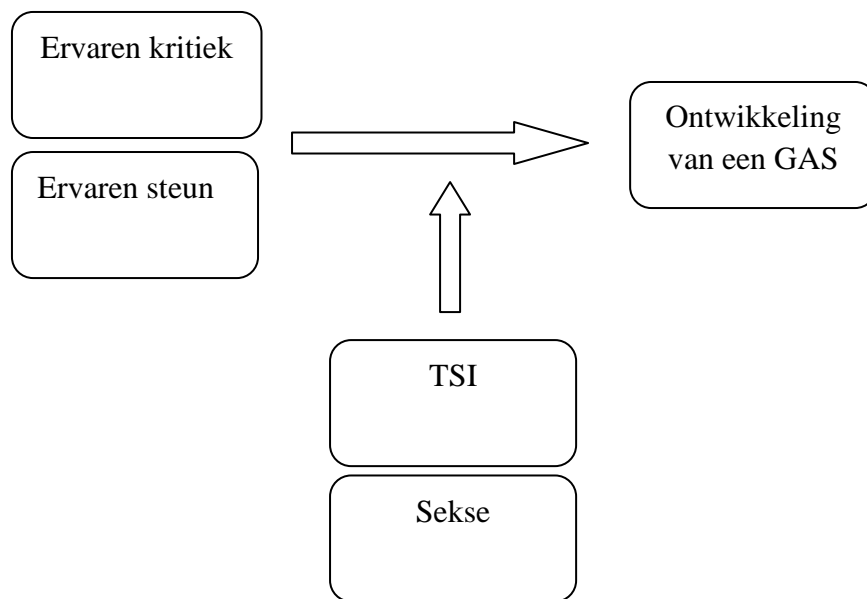 Ervaren kritiek
Ervaren steun
Ontwikkeling
van een GAS
TSI
Sekse